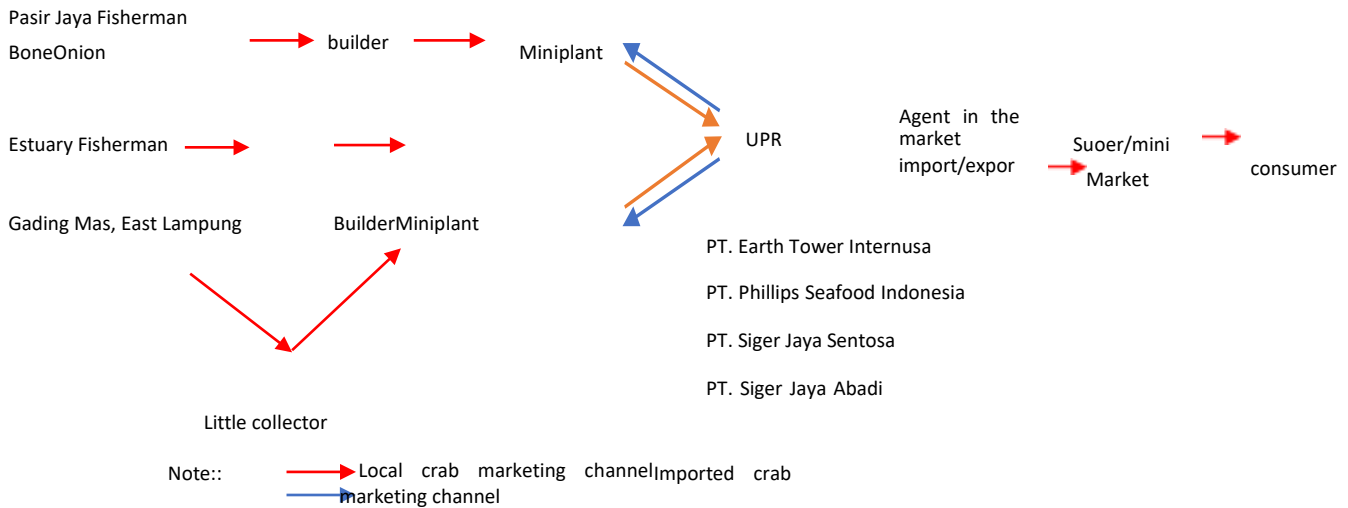 Pasir Jaya Fisherman
BoneOnion
builder
Miniplant
Estuary Fisherman
UPR
Agent in the
market
import/expor
Suoer/mini
Market
consumer
Gading Mas, East Lampung
BuilderMiniplant
PT. Earth Tower Internusa
PT. Phillips Seafood Indonesia
PT. Siger Jaya Sentosa
PT. Siger Jaya Abadi
Little collector
Note::
Local crab marketing channelImported crab
marketing channel